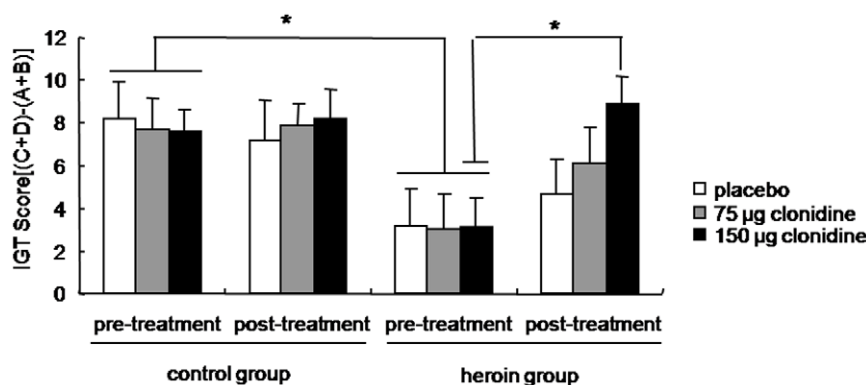 *
*
IGT Score[(C+D)-(A+B)]
12
10
8
6
4
2
0
placebo
75 µg clonidine
150 µg clonidine
pre-treatment post-treatment pre-treatment post-treatment
control group heroin group